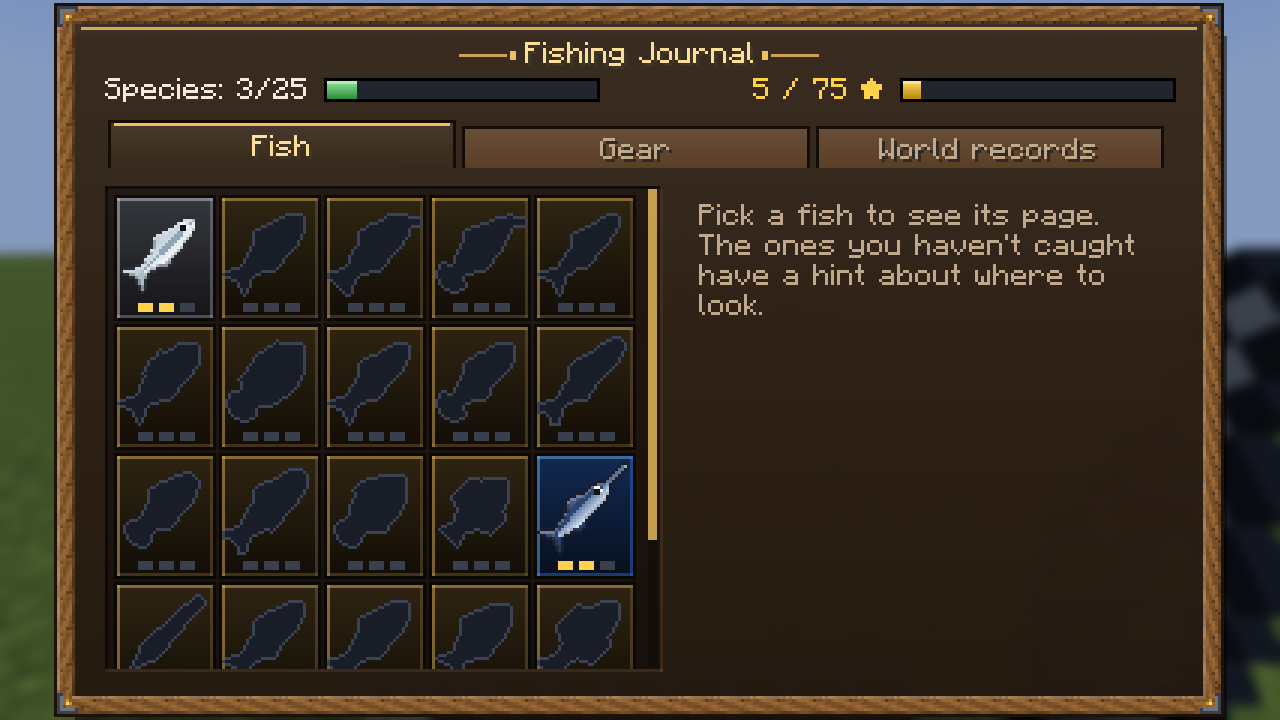 Fishing Journal
Species: 3/25
5 / 75
Fish
Gear
World records
Pick a fish to see its page.
The ones you haven't caught
have a hint about where to
look.